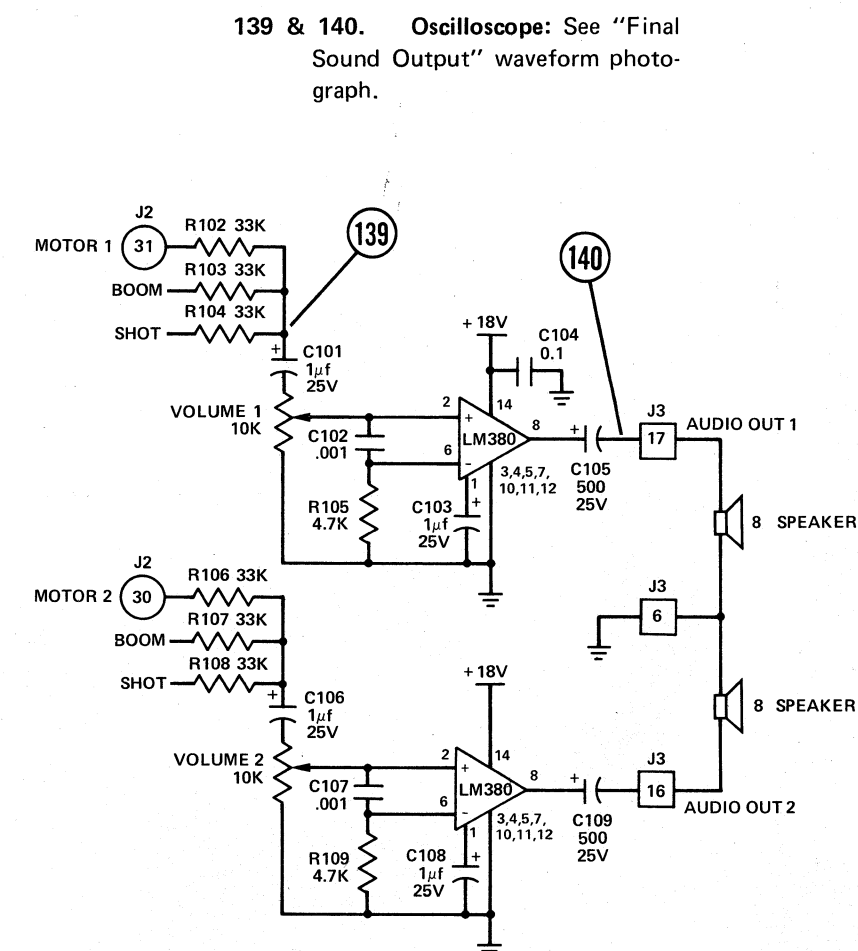 139 & 140. Oscilloscope: See "Final
Sound Output" waveform photo-
graph.
J2
MOTOR 1
31
R102 33K
R103 33K
BOOM
R104 33K
SHOT
139
140
+
C101
1μf
25V
VOLUME 1
10K
C102
.001
R105
4.7K
+18V
C104
0.1
2
+
14
LM380
8
6
-
1
3,4,5,7,
10,11,12
+
C103
1μf
25V
+
C105
500
25V
J3
17
AUDIO OUT 1
8 SPEAKER
J3
6
J2
MOTOR 2
30
R106 33K
R107 33K
BOOM
R108 33K
SHOT
+
C106
1μf
25V
VOLUME 2
10K
C107
.001
R109
4.7K
+18V
2
+
14
LM380
8
6
-
1
3,4,5,7,
10,11,12
+
C108
1μf
25V
+
C109
500
25V
J3
16
AUDIO OUT 2
8 SPEAKER